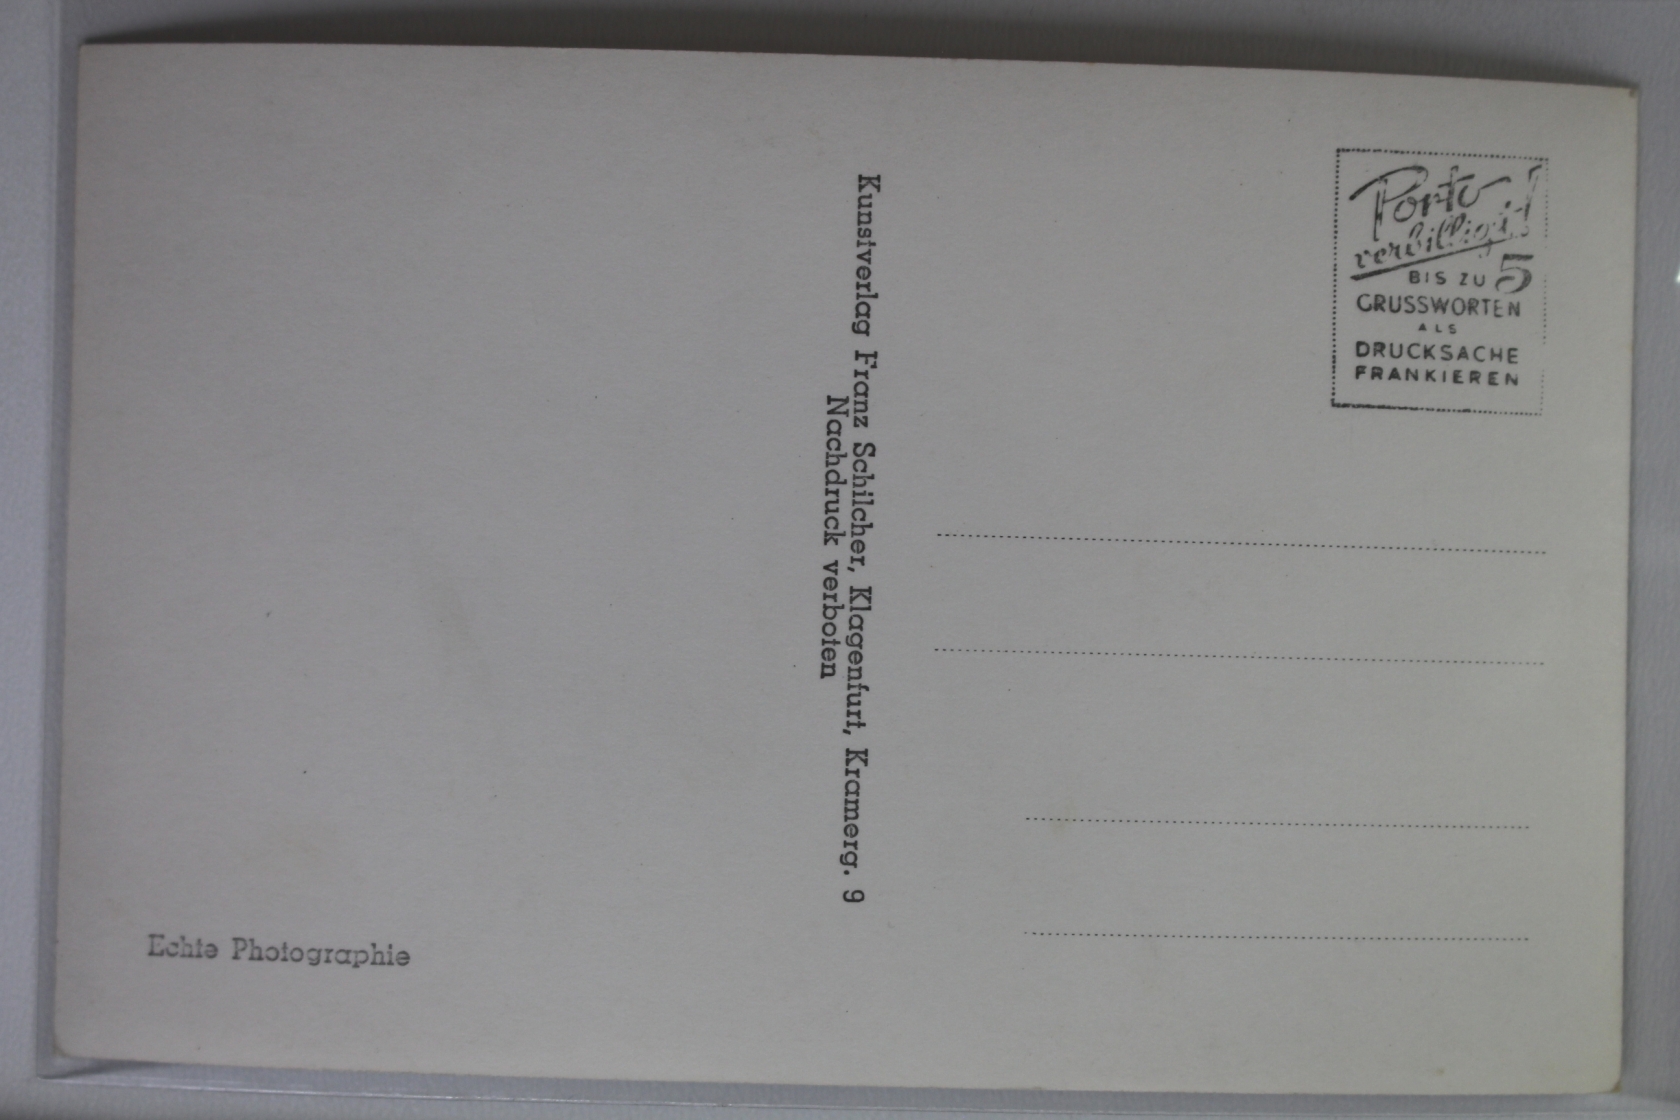 Porto
verbilligt!
BIS ZU 5
GRUSSWORTEN
ALS
DRUCKSACHE
FRANKIEREN
Kunstverlag Franz Schilcher, Klagenfurt, Kramerg. 9
Nachdruck verboten
Echte Photographie